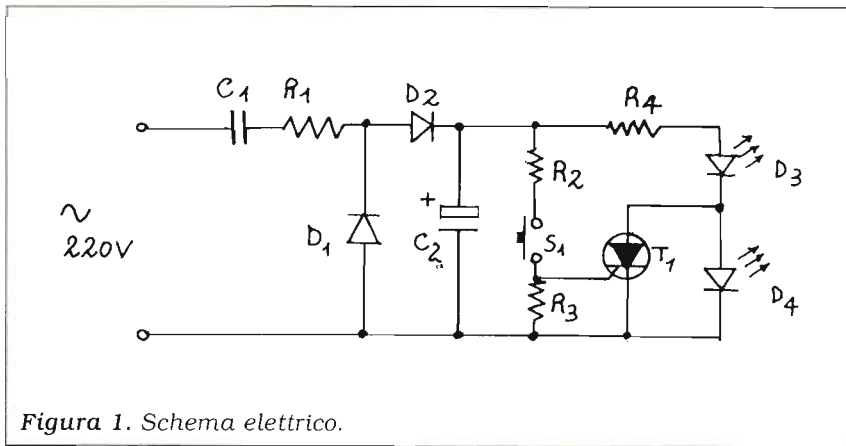 C1 R1 D2 R4
R2 D3
+
~ D1 C2 S1 T1
220V
R3 D4
Figura 1. Schema elettrico.